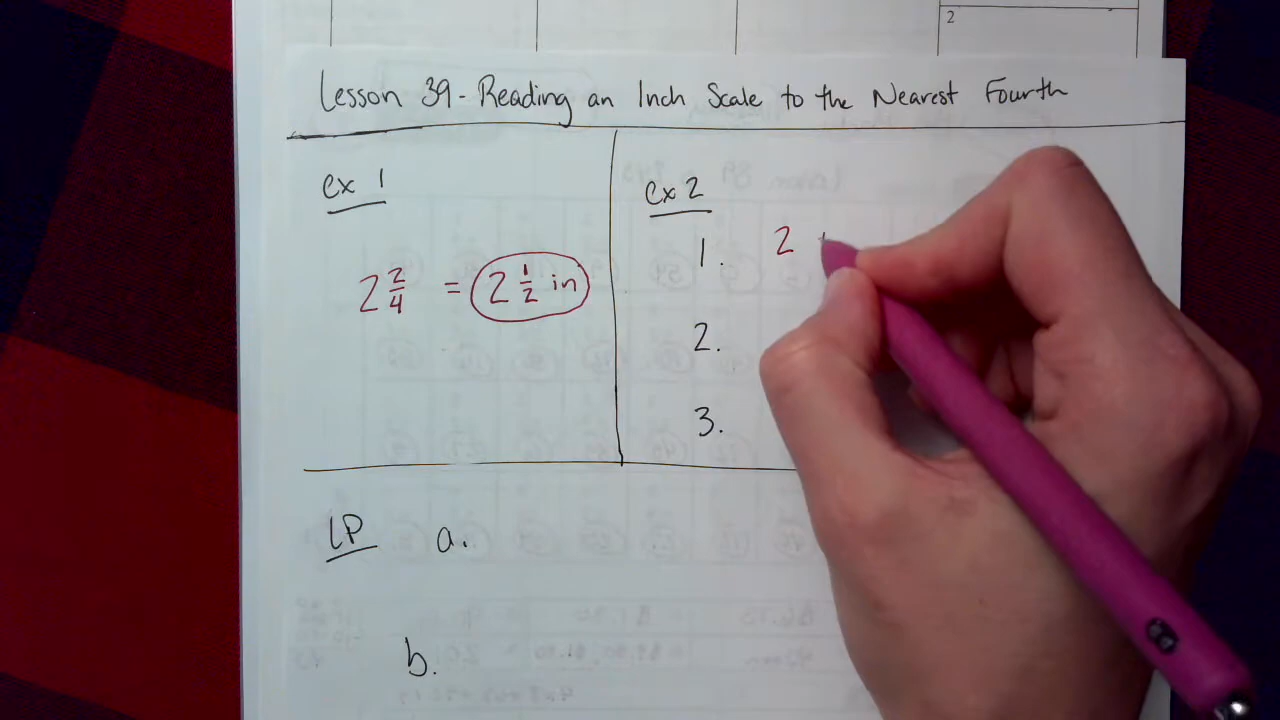 2
Lesson 39 - Reading an Inch Scale to the Nearest Fourth
ex 1
2 2/4 = 2 1/2 in
ex 2
1. 2
2.
3.
LP a.
b.